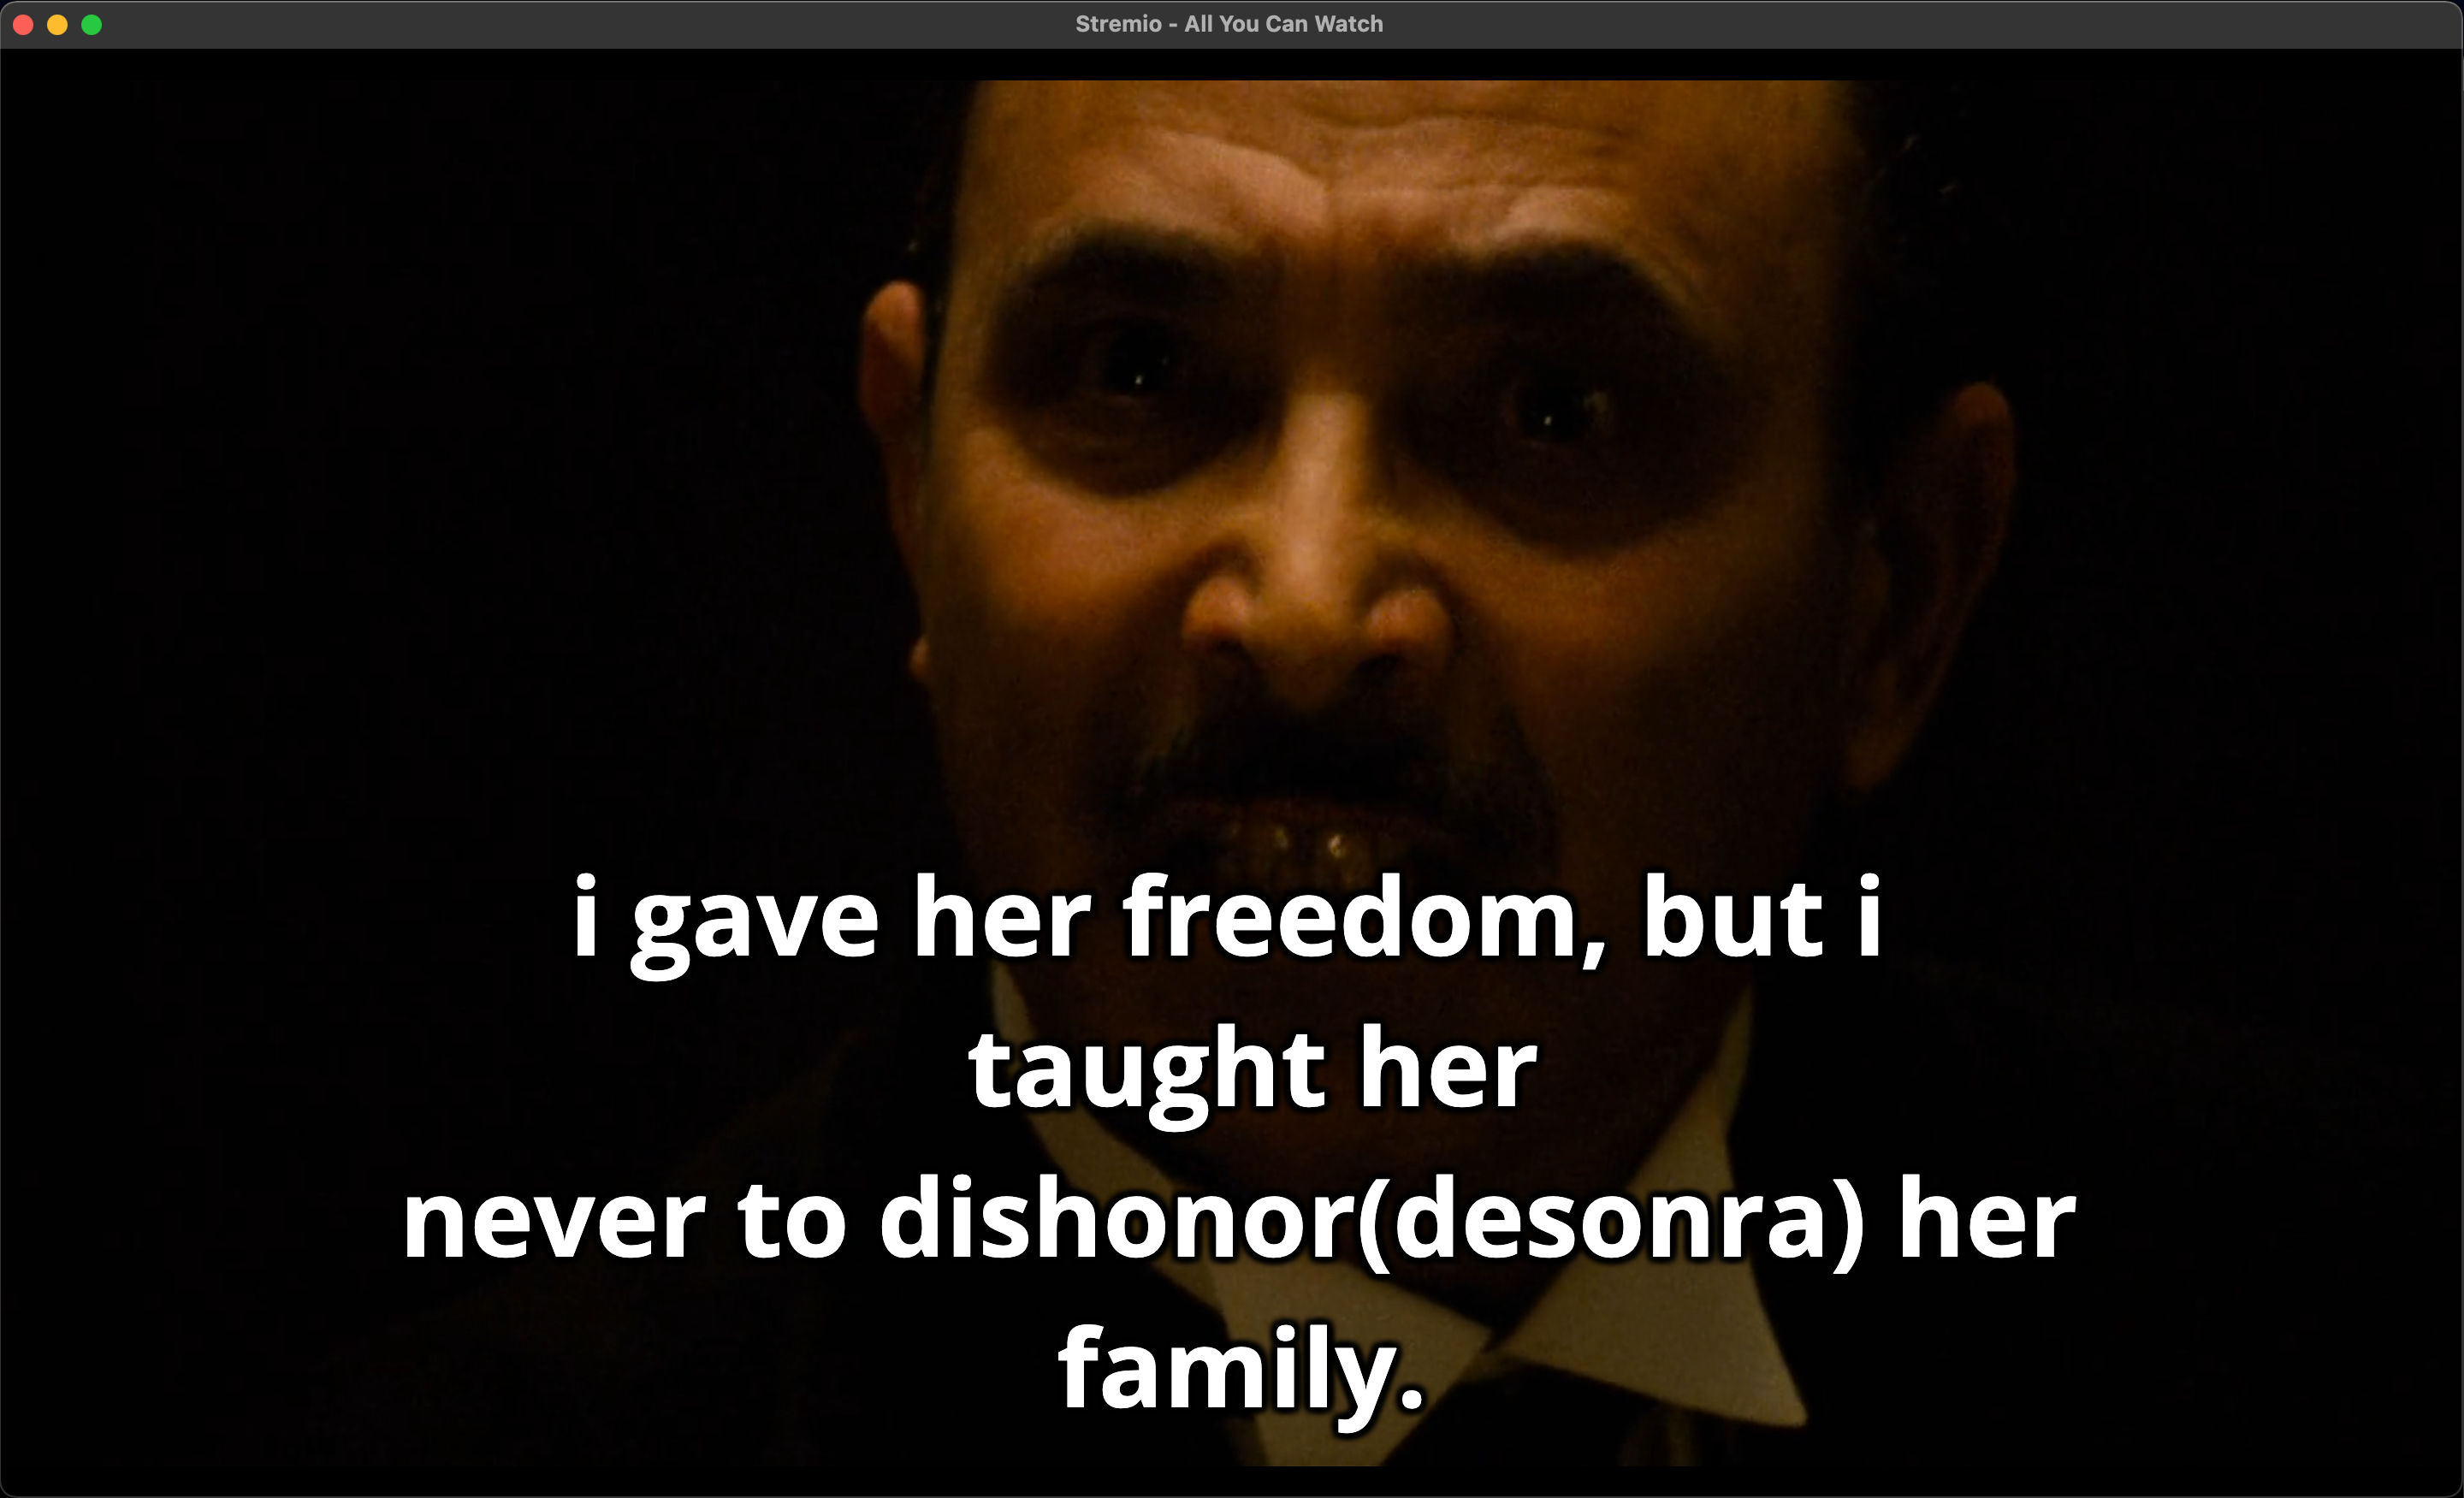 Stremio - All You Can Watch
i gave her freedom, but i
taught her
never to dishonor(desonra) her
family.